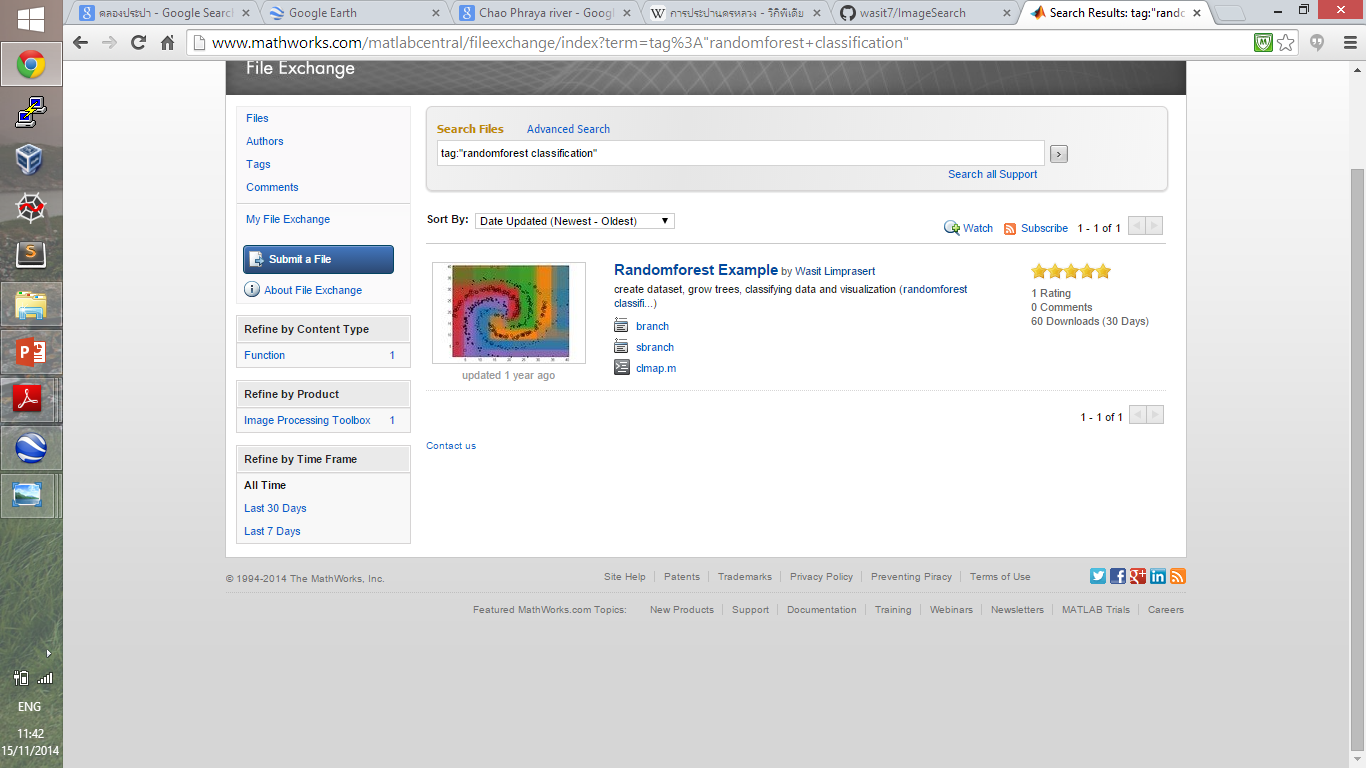 คลองประปา - Google Searc
Google Earth
Chao Phraya river - Googl
การประปานครหลวง - วิกิพีเดีย
wasit7/ImageSearch
Search Results: tag:"rando
www.mathworks.com/matlabcentral/fileexchange/index?term=tag%3A"randomforest+classification"
File Exchange
Files
Authors
Tags
Comments
My File Exchange
Submit a File
About File Exchange
Refine by Content Type
Function 1
Refine by Product
Image Processing Toolbox 1
Refine by Time Frame
All Time
Last 30 Days
Last 7 Days
Search Files Advanced Search
tag:"randomforest classification"
Search all Support
Sort By: Date Updated (Newest - Oldest)
Watch Subscribe 1 - 1 of 1
Randomforest Example by Wasit Limprasert
create dataset, grow trees, classifying data and visualization (randomforest
classifi...)
branch
sbranch
clmap.m
updated 1 year ago
1 Rating
0 Comments
60 Downloads (30 Days)
1 - 1 of 1
Contact us
© 1994-2014 The MathWorks, Inc.
Site Help Patents Trademarks Privacy Policy Preventing Piracy Terms of Use
Featured MathWorks.com Topics: New Products Support Documentation Training Webinars Newsletters MATLAB Trials Careers
ENG
11:42
15/11/2014